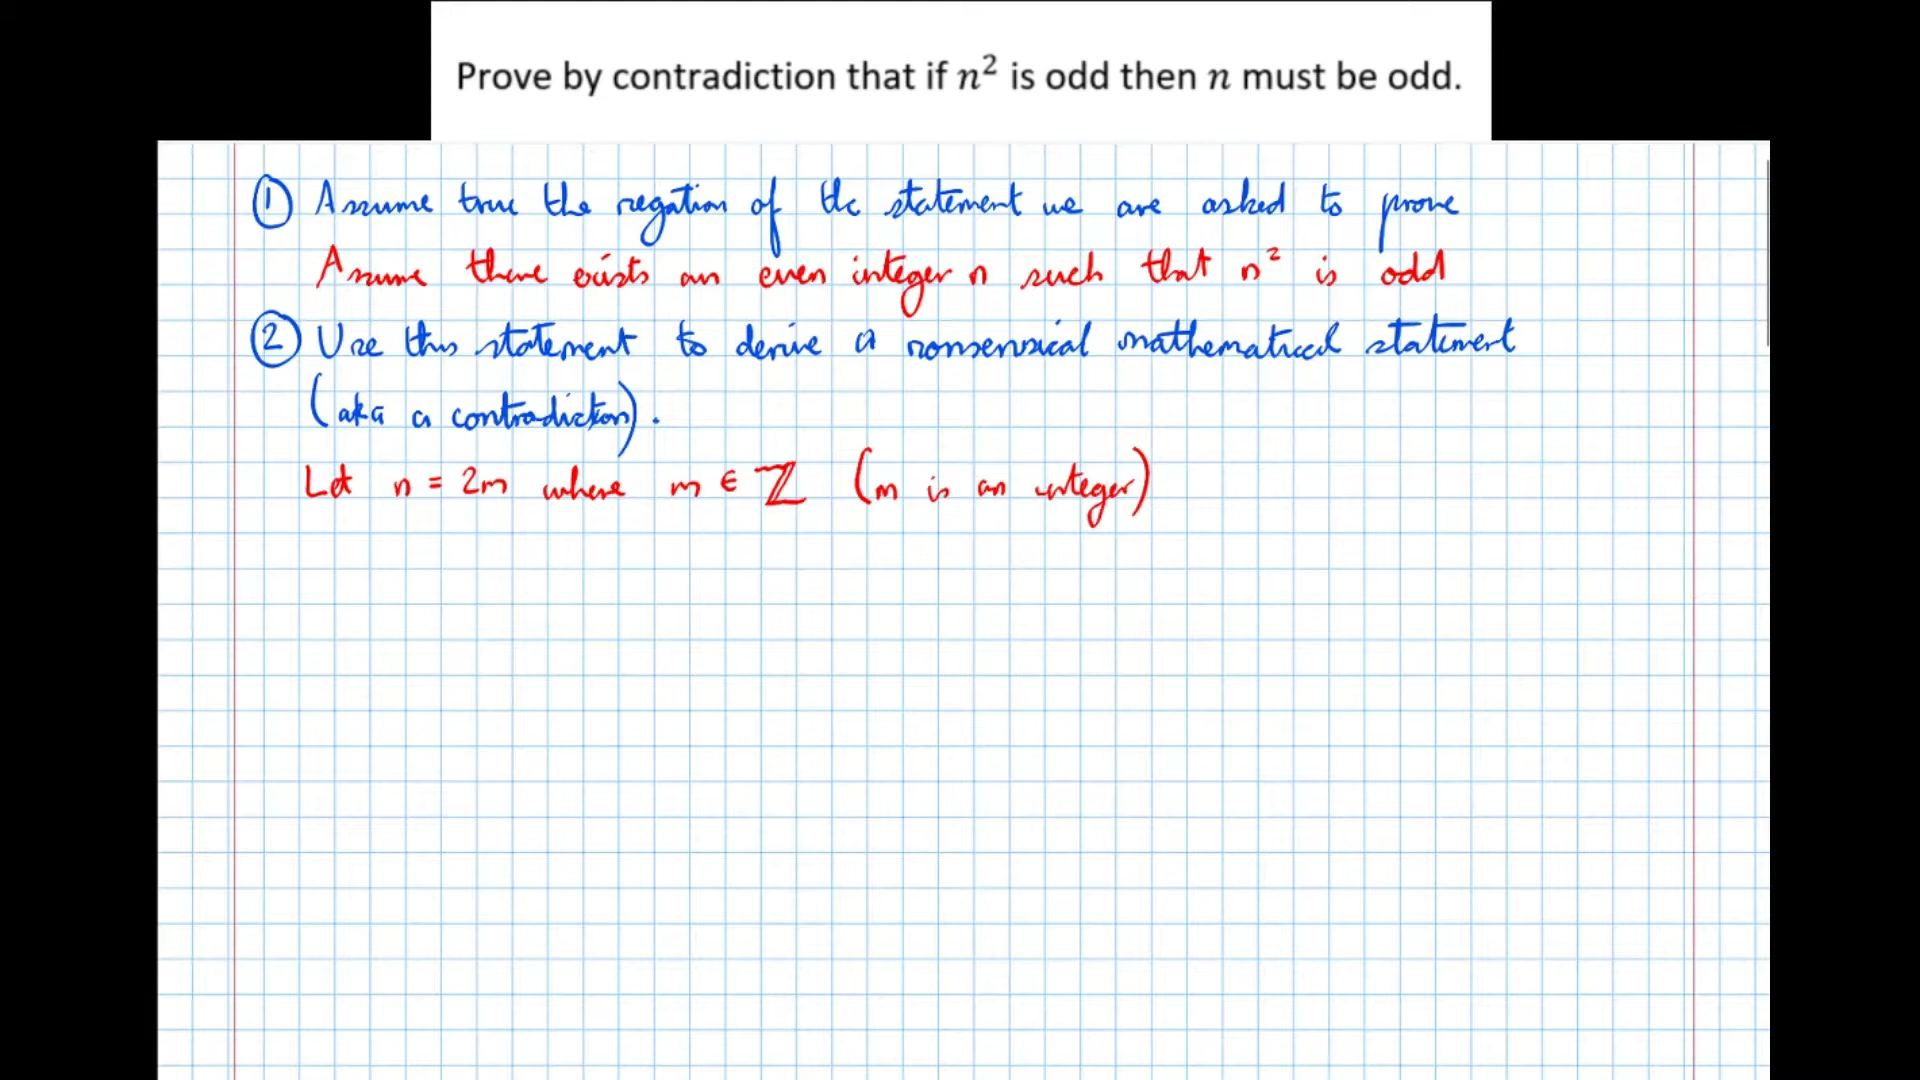 Prove by contradiction that if n² is odd then n must be odd.
① Assume true the negation of the statement we are asked to prove
Assume there exists an even integer n such that n² is odd
② Use this statement to derive a nonsensical mathematical statement
(aka a contradiction).
Let n = 2m where m ∈ ℤ (m is an integer)